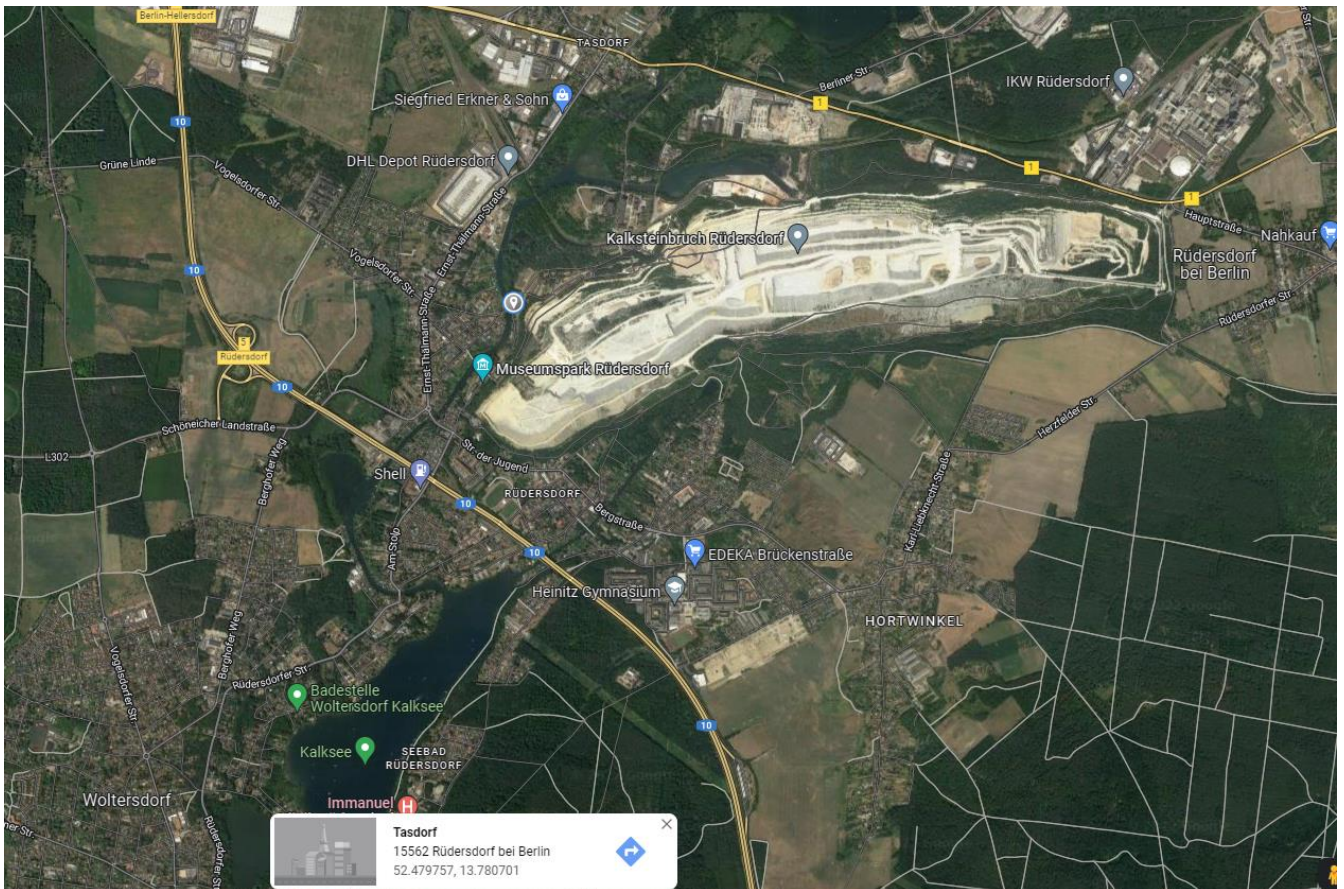 Berlin-Hellersdorf
TASDORF
Berliner Str.
IKW Rüdersdorf
Siegfried Erkner & Sohn
1
10
DHL Depot Rüdersdorf
Grüne Linde
Vogelsdorfer Str.
1
1
Hauptstraße
Ernst-Thälmann-Straße
Kalksteinbruch Rüdersdorf
Nahkauf
Rüdersdorf
bei Berlin
Vogelsdorfer Str.
10
Rüdersdorfer Str.
5
Rüdersdorf
Ernst-Thälmann-Straße
Museumspark Rüdersdorf
10
Schöneicher Landstraße
Herzfelder Str.
L302
Berghofer Weg
Str. der Jugend
Shell
RÜDERSDORF
10
Karl-Liebknecht-Straße
Bergstraße
Am Stolp
10
EDEKA Brückenstraße
Heinitz Gymnasium
HORTWINKEL
Berghofer Weg
Vogelsdorfer Str.
Rüdersdorfer Str.
Badestelle
Woltersdorf Kalksee
10
Kalksee
SEEBAD
RÜDERSDORF
Woltersdorf
Immanuel
H
Rüdersdorfer Str.
Tasdorf
15562 Rüdersdorf bei Berlin
52.479757, 13.780701